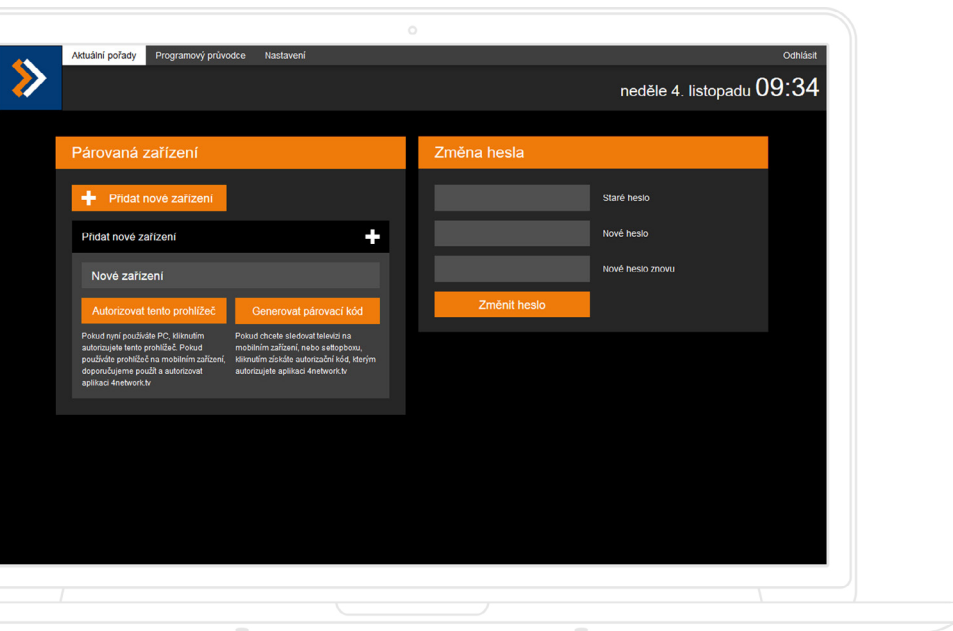 Aktuální pořady Programový průvodce Nastavení Odhlásit
neděle 4. listopadu 09:34
Párovaná zařízení
Přidat nové zařízení
Přidat nové zařízení
Nové zařízení
Autorizovat tento prohlížeč
Pokud nyní používáte PC, kliknutím
autorizujete tento prohlížeč. Pokud
používáte prohlížeč na mobilním zařízení,
doporučujeme použít a autorizovat
aplikaci 4network.tv
Generovat párovací kód
Pokud chcete sledovat televizi na
mobilním zařízení, nebo settopboxu,
kliknutím získáte autorizační kód, kterým
autorizujete aplikaci 4network.tv
Změna hesla
Staré heslo
Nové heslo
Nové heslo znovu
Změnit heslo